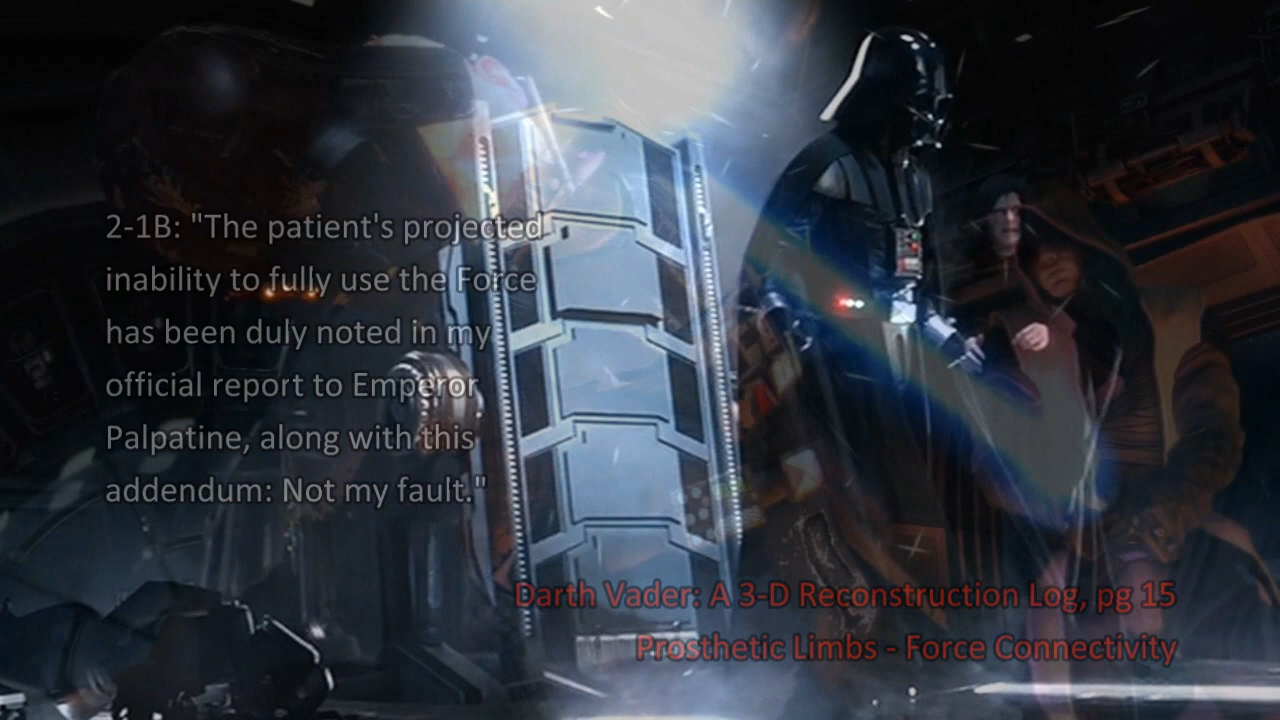 2-1B: "The patient's projected
inability to fully use the Force
has been duly noted in my
official report to Emperor
Palpatine, along with this
addendum: Not my fault."
Darth Vader: A 3-D Reconstruction Log, pg 15
Prosthetic Limbs - Force Connectivity